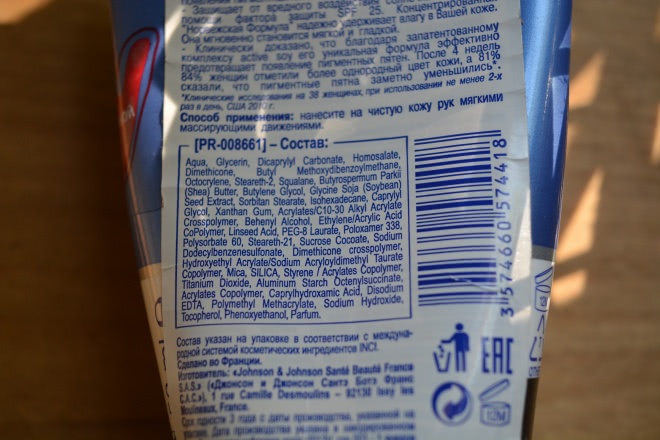 - Защищает от вредного воздействия
помощи фактора защиты SPF 25. Концентрированная
"Норвежская Формула" надежно удерживает влагу в Вашей коже.
Она мгновенно становится мягкой и гладкой.
- Клинически доказано, что благодаря запатентованному
комплексу active soy его уникальная формула эффективно
предотвращает появление пигментных пятен. После 4 недель
84% женщин отметили более однородный цвет кожи, а 81%
сказали, что пигментные пятна заметно уменьшились*.
*Клинические исследования на 38 женщинах, при использовании не менее 2-х
раз в день, США 2010 г.
Способ применения: нанесите на чистую кожу рук мягкими
массирующими движениями.
[PR-008661] – Состав:
Aqua, Glycerin, Dicaprylyl Carbonate, Homosalate,
Dimethicone, Butyl Methoxydibenzoylmethane,
Octocrylene, Steareth-2, Squalane, Butyrospermum Parkii
(Shea) Butter, Butylene Glycol, Glycine Soja (Soybean)
Seed Extract, Sorbitan Stearate, Isohexadecane, Caprylyl
Glycol, Xanthan Gum, Acrylates/C10-30 Alkyl Acrylate
Crosspolymer, Behenyl Alcohol, Ethylene/Acrylic Acid
CoPolymer, Linseed Acid, PEG-8 Laurate, Poloxamer 338,
Polysorbate 60, Steareth-21, Sucrose Cocoate, Sodium
Dodecylbenzenesulfonate, Dimethicone crosspolymer,
Hydroxyethyl Acrylate/Sodium Acryloyldimethyl Taurate
Copolymer, Mica, SILICA, Styrene / Acrylates Copolymer,
Titanium Dioxide, Aluminum Starch Octenylsuccinate,
Acrylates Copolymer, Caprylhydroxamic Acid, Disodium
EDTA, Polymethyl Methacrylate, Sodium Hydroxide,
Tocopherol, Phenoxyethanol, Parfum.
3 574660 574418
Состав указан на упаковке в соответствии с междуна-
родной системой косметических ингредиентов INCI.
Сделано во Франции.
Изготовитель: «Johnson & Johnson Santé Beauté France
S.A.S.» («Джонсон и Джонсон Сантэ Ботэ Франс
С.А.С.»), 1 rue Camille Desmoulins – 92130 Issy les
Moulineaux, France.
Срок годности 3 года с даты производства, указанной на
упаковке. Дата производства указана в закодированном
EAC
12M